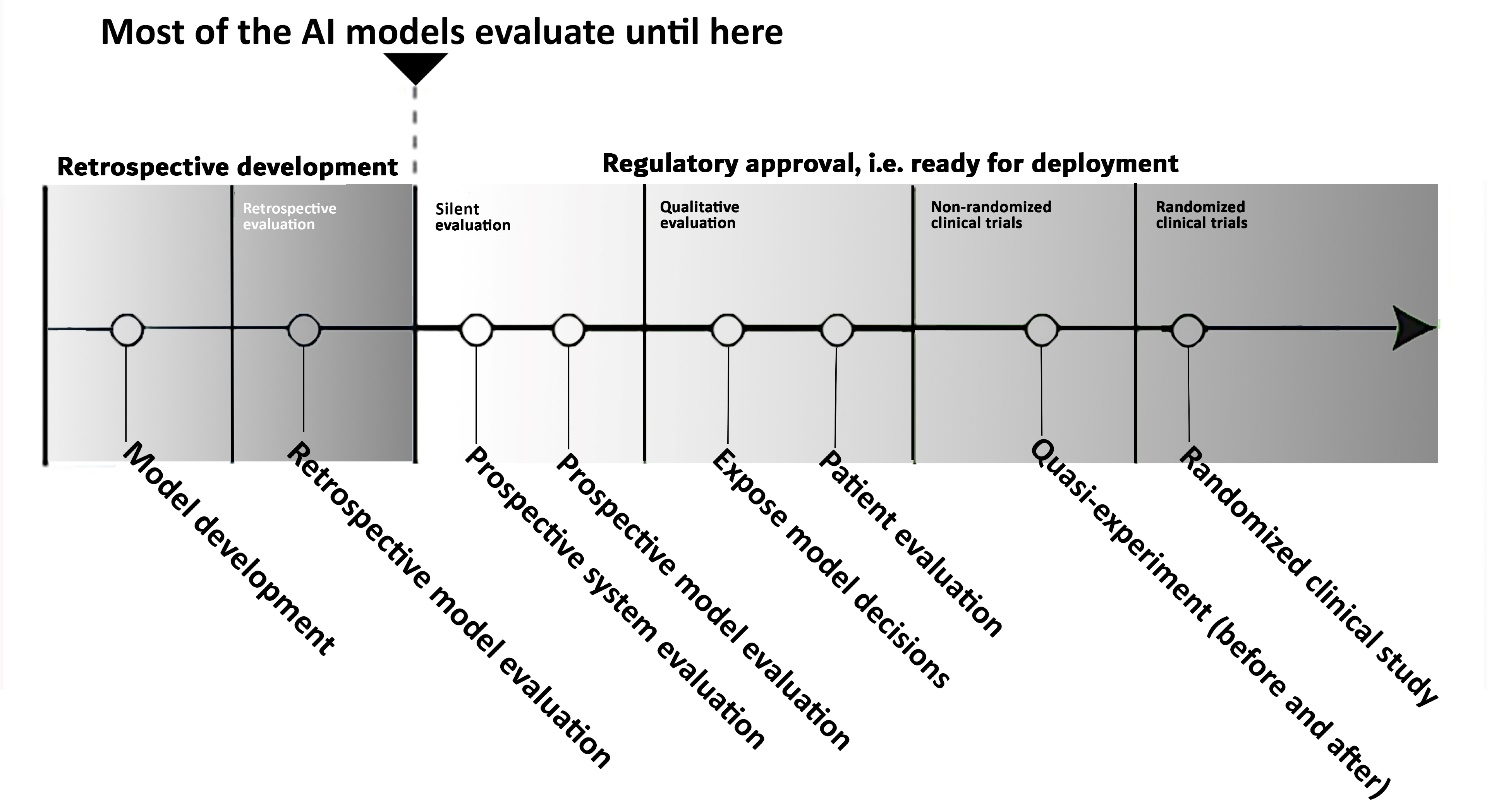 Most of the AI models evaluate until here
Retrospective development
Regulatory approval, i.e. ready for deployment
Retrospective
evaluation
Silent
evaluation
Qualitative
evaluation
Non-randomized
clinical trials
Randomized
clinical trials
Model development
Retrospective model evaluation
Prospective system evaluation
Prospective model evaluation
Expose model decisions
Patient evaluation
Quasi-experiment (before and after)
Randomized clinical study